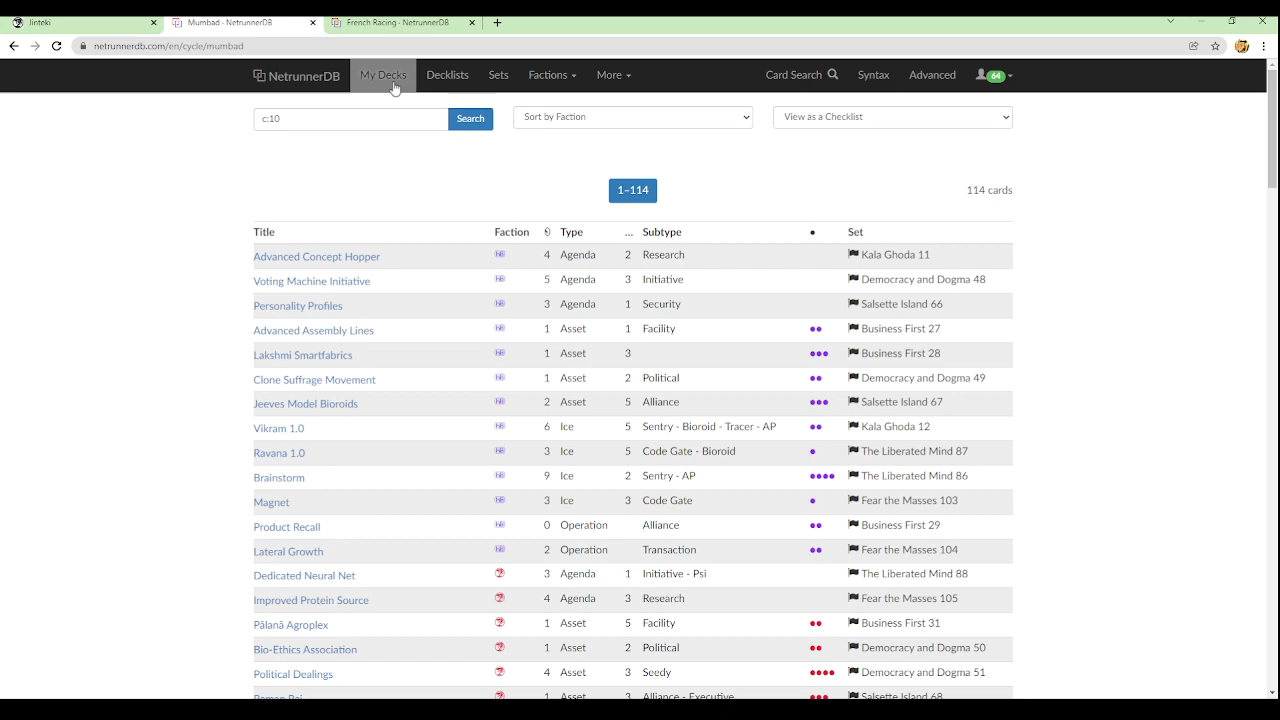 Jinteki
Mumbad · NetrunnerDB
French Racing · NetrunnerDB
netrunnerdb.com/en/cycle/mumbad
NetrunnerDB My Decks Decklists Sets Factions More Card Search Syntax Advanced 64
c:10 Search Sort by Faction View as a Checklist
1–114 114 cards
Title Faction Type ... Subtype Set
Advanced Concept Hopper 4 Agenda 2 Research Kala Ghoda 11
Voting Machine Initiative 5 Agenda 3 Initiative Democracy and Dogma 48
Personality Profiles 3 Agenda 1 Security Salsette Island 66
Advanced Assembly Lines 1 Asset 1 Facility Business First 27
Lakshmi Smartfabrics 1 Asset 3 Business First 28
Clone Suffrage Movement 1 Asset 2 Political Democracy and Dogma 49
Jeeves Model Bioroids 2 Asset 5 Alliance Salsette Island 67
Vikram 1.0 6 Ice 5 Sentry - Bioroid - Tracer - AP Kala Ghoda 12
Ravana 1.0 3 Ice 5 Code Gate - Bioroid The Liberated Mind 87
Brainstorm 9 Ice 2 Sentry - AP The Liberated Mind 86
Magnet 3 Ice 3 Code Gate Fear the Masses 103
Product Recall 0 Operation Alliance Business First 29
Lateral Growth 2 Operation Transaction Fear the Masses 104
Dedicated Neural Net 3 Agenda 1 Initiative - Psi The Liberated Mind 88
Improved Protein Source 4 Agenda 3 Research Fear the Masses 105
Pālanā Agroplex 1 Asset 5 Facility Business First 31
Bio-Ethics Association 1 Asset 2 Political Democracy and Dogma 50
Political Dealings 4 Asset 3 Seedy Democracy and Dogma 51
Raman Rai 1 Asset 3 Alliance - Executive Salsette Island 68